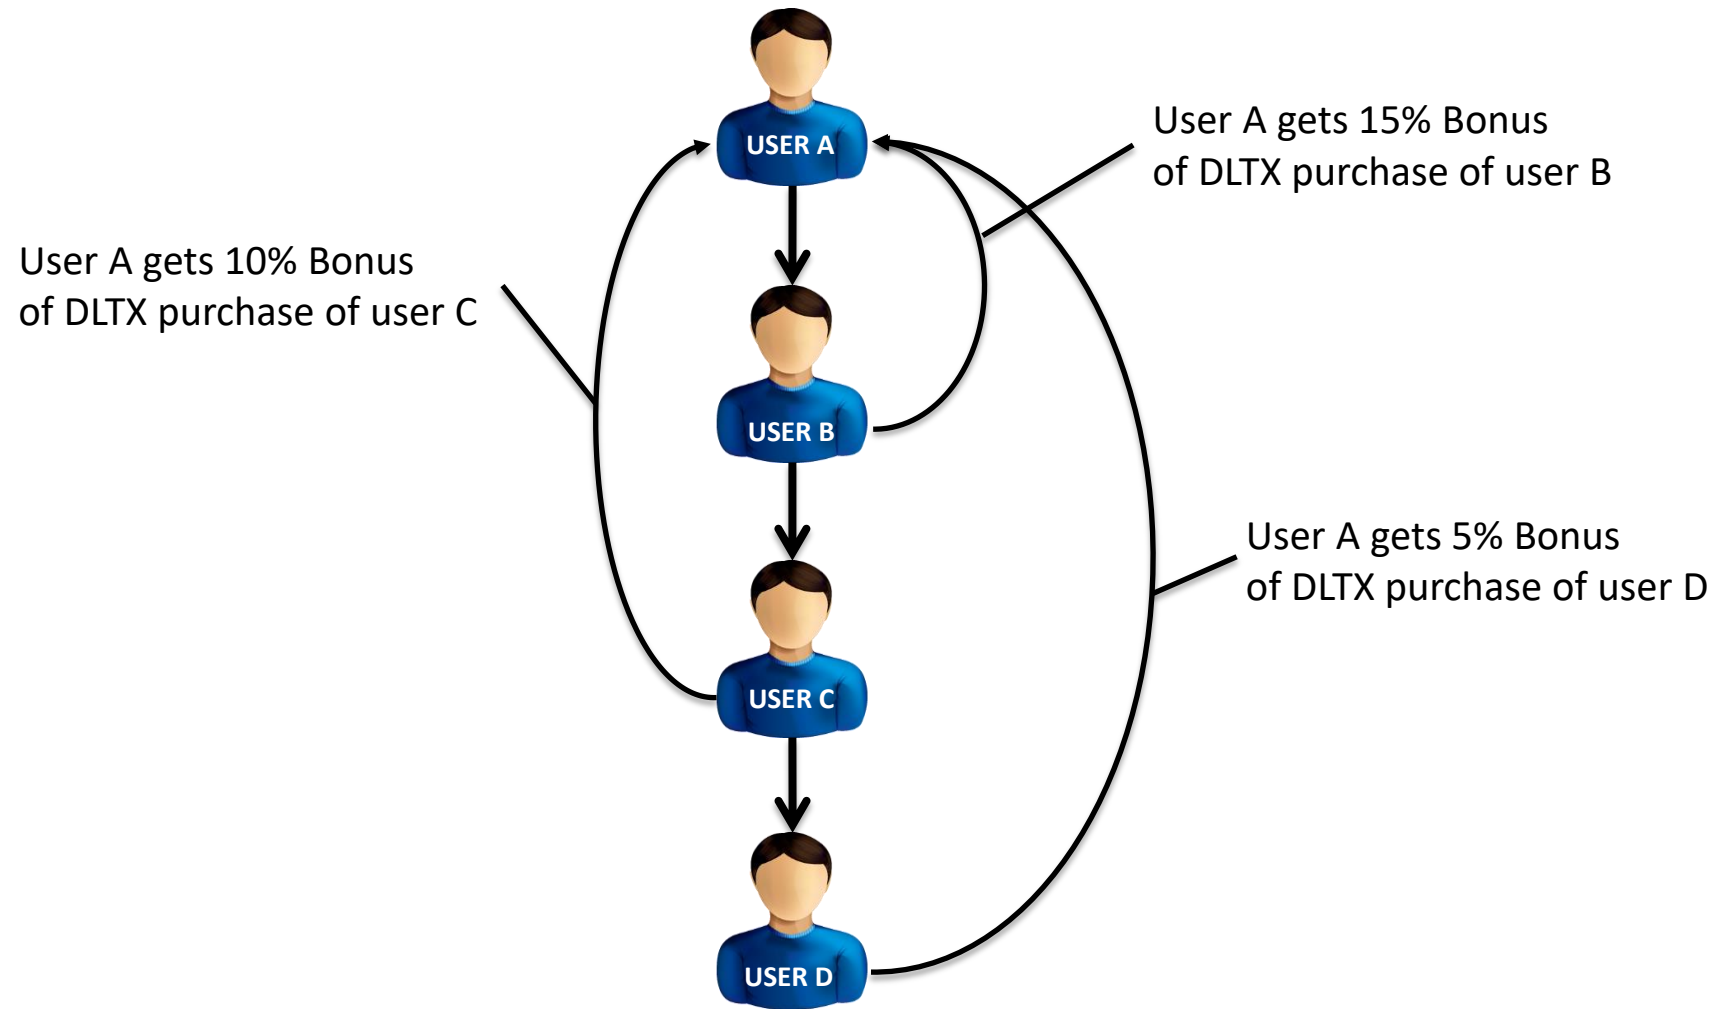 USER A
User A gets 15% Bonus
of DLTX purchase of user B
User A gets 10% Bonus
of DLTX purchase of user C
USER B
User A gets 5% Bonus
of DLTX purchase of user D
USER C
USER D